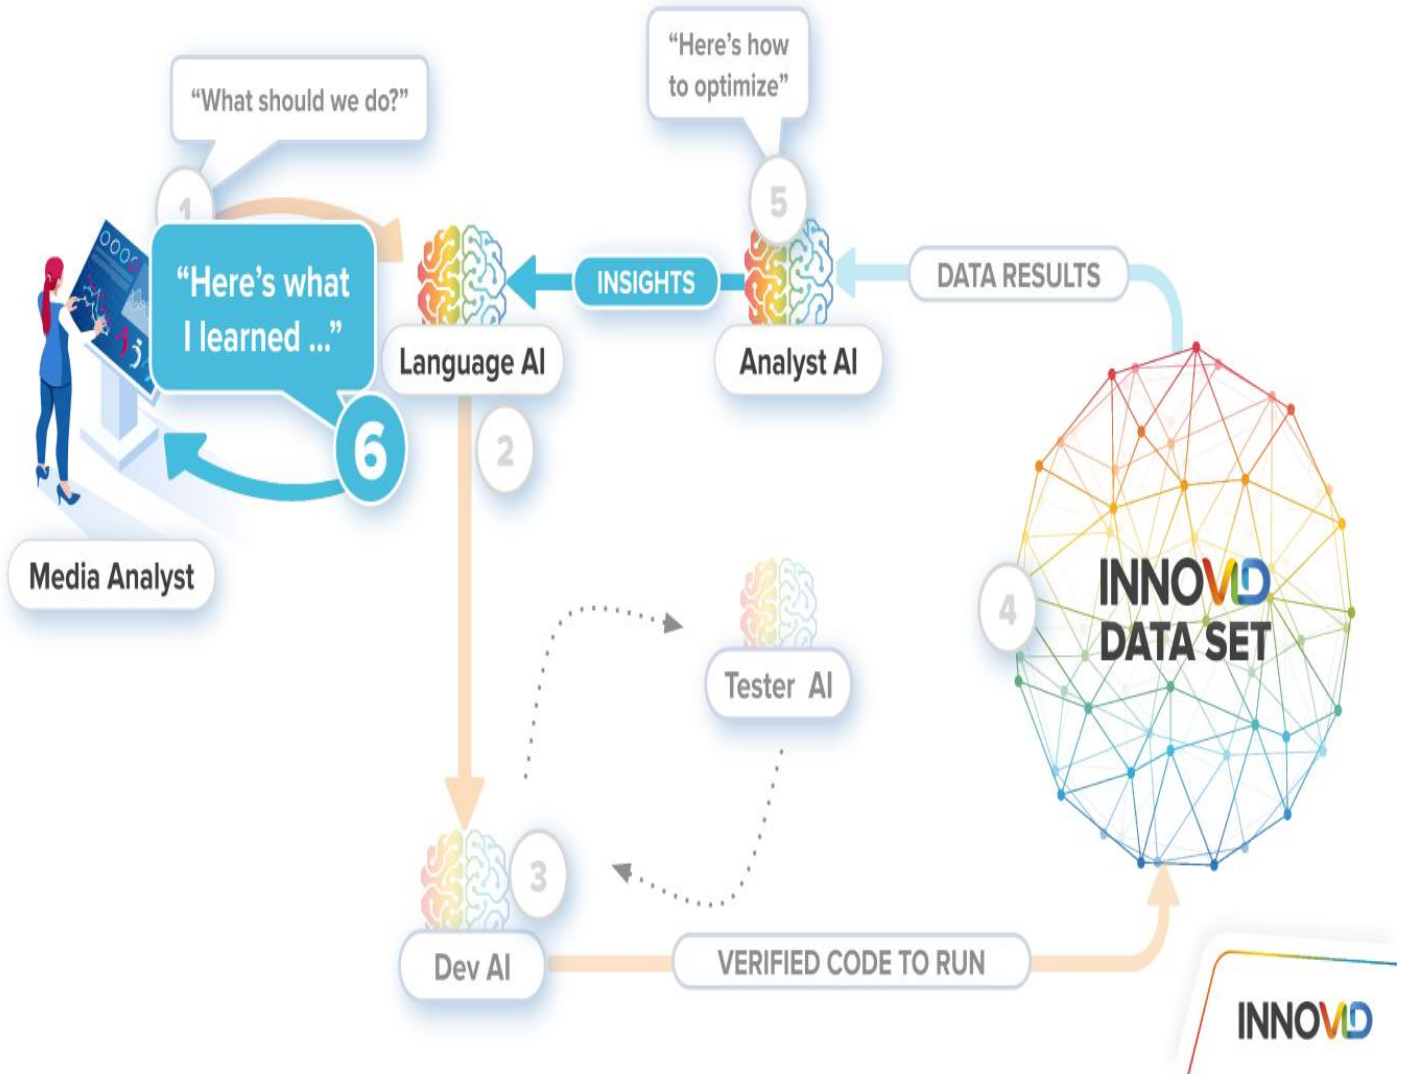 “Here’s how
to optimize”
“What should we do?”
1
5
“Here’s what
I learned ...”
INSIGHTS
DATA RESULTS
Language AI
Analyst AI
2
6
Media Analyst
4
INNOVID
DATA SET
Tester AI
3
Dev AI
VERIFIED CODE TO RUN
INNOVID